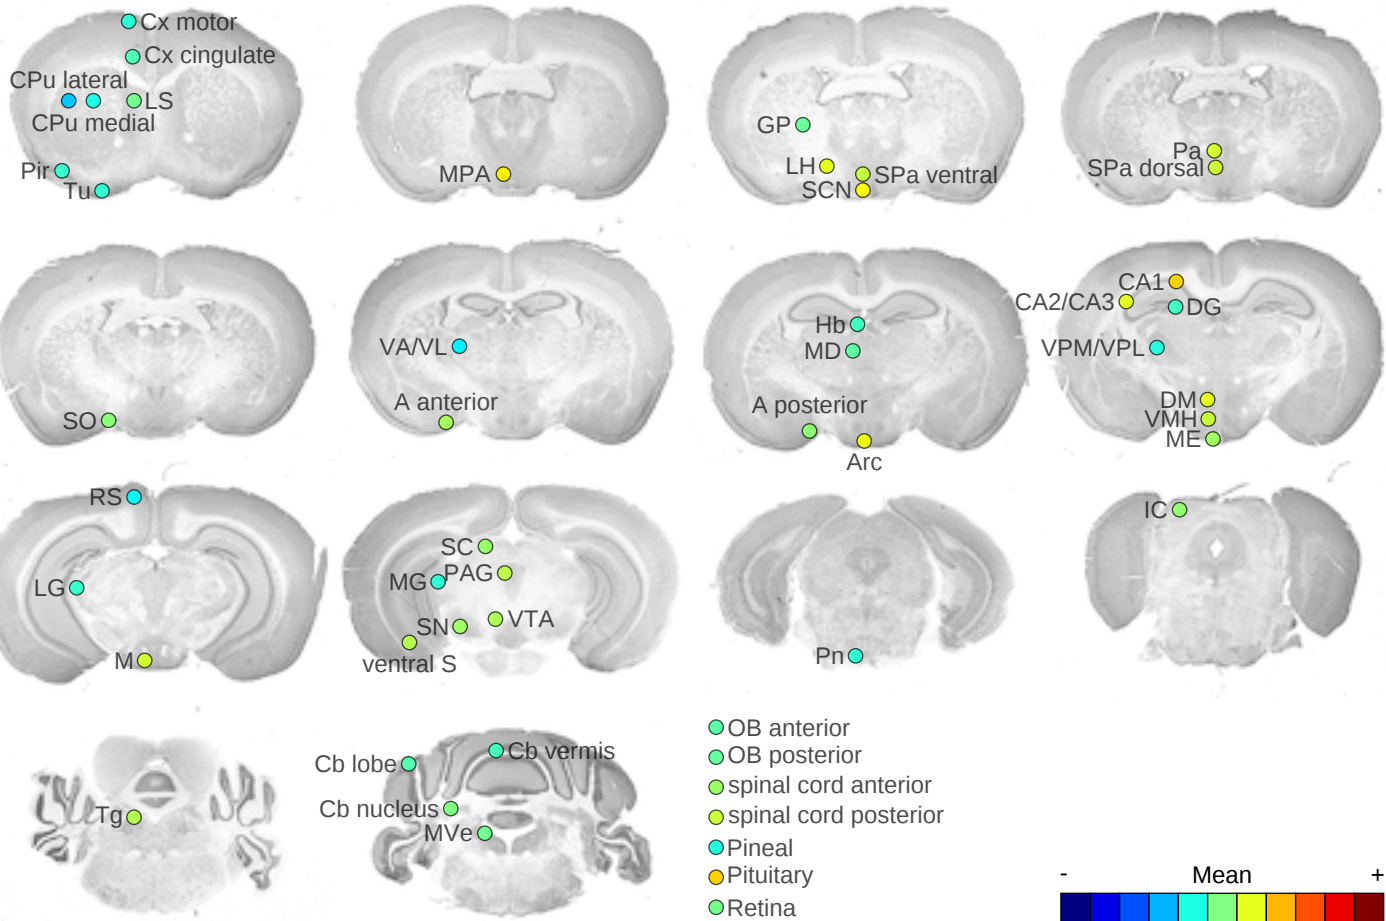 Cx motor
Cx cingulate
CPu lateral
LS
CPu medial
Pir
Tu
MPA
GP
LH
SPa ventral
SCN
Pa
SPa dorsal
SO
VA/VL
A anterior
Hb
MD
A posterior
Arc
CA1
CA2/CA3
DG
VPM/VPL
DM
VMH
ME
RS
LG
M
SC
MG
PAG
SN
VTA
ventral S
Pn
IC
Tg
Cb lobe
Cb vermis
Cb nucleus
MVe
OB anterior
OB posterior
spinal cord anterior
spinal cord posterior
Pineal
Pituitary
Retina
- Mean +